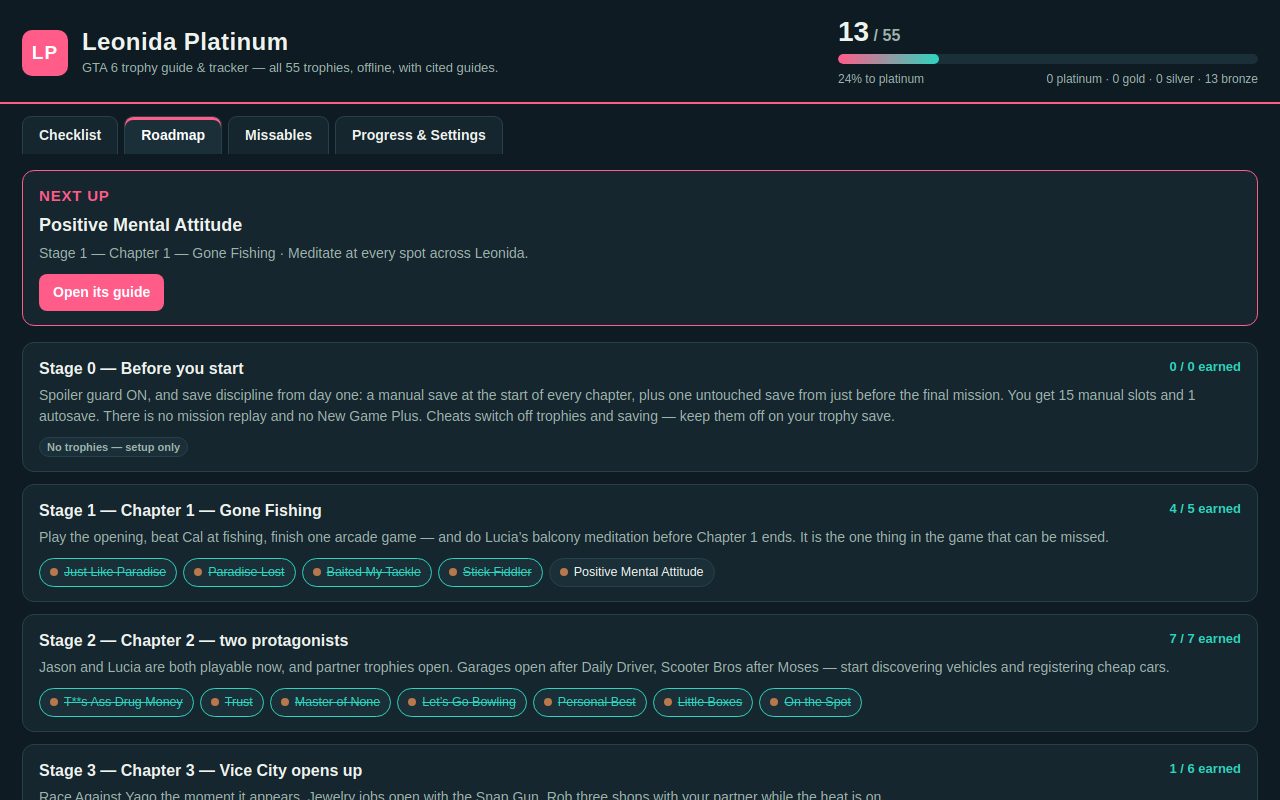 LP
Leonida Platinum
GTA 6 trophy guide & tracker — all 55 trophies, offline, with cited guides.
13 / 55
24% to platinum
0 platinum · 0 gold · 0 silver · 13 bronze
Checklist
Roadmap
Missables
Progress & Settings
NEXT UP
Positive Mental Attitude
Stage 1 — Chapter 1 — Gone Fishing · Meditate at every spot across Leonida.
Open its guide
Stage 0 — Before you start
0 / 0 earned
Spoiler guard ON, and save discipline from day one: a manual save at the start of every chapter, plus one untouched save from just before the final mission. You get 15 manual slots and 1
autosave. There is no mission replay and no New Game Plus. Cheats switch off trophies and saving — keep them off on your trophy save.
No trophies — setup only
Stage 1 — Chapter 1 — Gone Fishing
4 / 5 earned
Play the opening, beat Cal at fishing, finish one arcade game — and do Lucia's balcony meditation before Chapter 1 ends. It is the one thing in the game that can be missed.
Just Like Paradise
Paradise Lost
Baited My Tackle
Stick Fiddler
Positive Mental Attitude
Stage 2 — Chapter 2 — two protagonists
7 / 7 earned
Jason and Lucia are both playable now, and partner trophies open. Garages open after Daily Driver, Scooter Bros after Moses — start discovering vehicles and registering cheap cars.
T**s Ass Drug Money
Trust
Master of None
Let's Go Bowling
Personal Best
Little Boxes
On the Spot
Stage 3 — Chapter 3 — Vice City opens up
1 / 6 earned
Race Against Yago the moment it appears. Jewelry jobs open with the Snap Gun. Rob three shops with your partner while the heat is on.